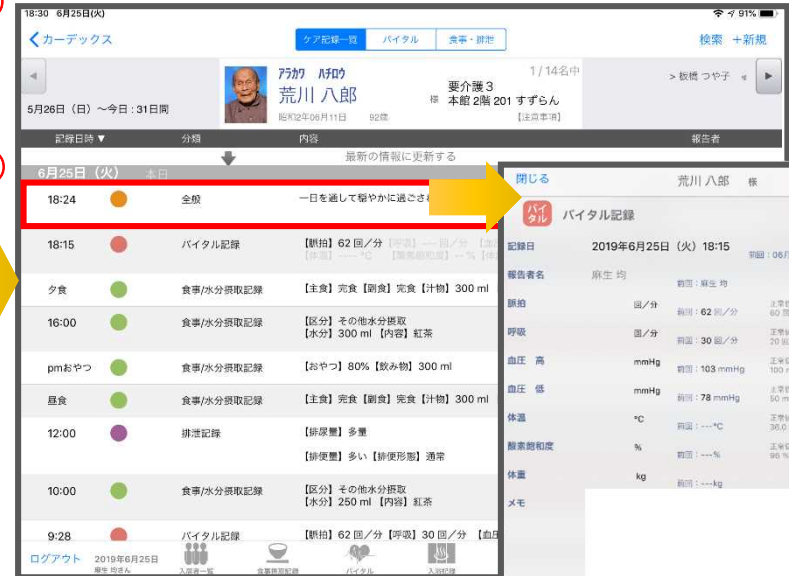 18:30 6月25日(火)
91%
カーデックス
ケア記録一覧 バイタル 食事・排泄
検索 +新規
5月26日（日）～今日：31日間
アラカワ ハチロウ
荒川 八郎 様
昭和2年06月11日 92歳
要介護3
本館 2階 201 すずらん
【注意事項】
1 / 14名中
> 板橋 つや子
記録日時 ▼ 分類 内容 報告者
最新の情報に更新する
6月25日（火） 本日
18:24 全般 一日を通して穏やかに過ごさ
18:15 バイタル記録 【脈拍】62 回／分 【呼吸】--- 回／分
【体温】 ---- ℃ 【酸素飽和度】 -- %
夕食 食事/水分摂取記録 【主食】完食【副食】完食【汁物】300 ml
16:00 食事/水分摂取記録 【区分】その他水分摂取
【水分】300 ml 【内容】紅茶
pmおやつ 食事/水分摂取記録 【おやつ】80%【飲み物】300 ml
昼食 食事/水分摂取記録 【主食】完食【副食】完食【汁物】300 ml
12:00 排泄記録 【排尿量】多量
【排便量】多い【排便形態】通常
10:00 食事/水分摂取記録 【区分】その他水分摂取
【水分】250 ml 【内容】紅茶
9:28 バイタル記録 【脈拍】62 回／分【呼吸】30 回／分
ログアウト 2019年6月25日
麻生 均さん
入居者一覧 食事摂取記録 バイタル 入浴記録
閉じる 荒川 八郎 様
バイタル バイタル記録
記録日 2019年6月25日（火）18:15
報告者名 麻生 均 前回：麻生 均
脈拍 回／分 前回：62 回／分
呼吸 回／分 前回：30 回／分
血圧 高 mmHg 前回：103 mmHg
血圧 低 mmHg 前回：78 mmHg
体温 ℃ 前回：---℃
酸素飽和度 % 前回：---%
体重 kg 前回：---kg
メモ